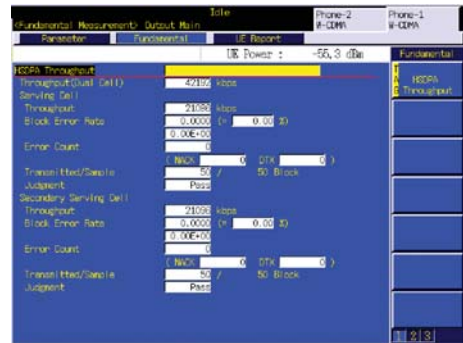 Idle
<Fundamental Measurement> Output Main
Phone-2
W-CDMA
Phone-1
W-CDMA
Parameter Fundamental UE Report
UE Power : -55.3 dBm
Fundamental
HSDPA Throughput
Throughput(Dual Cell) 42192 kbps
Serving Cell
Throughput 21096 kbps
Block Error Rate 0.0000 (= 0.00 %)
0.00E+00
Error Count 0
( NACK 0 DTX 0 )
Transmitted/Sample 50 / 50 Block
Judgment Pass
Secondary Serving Cell
Throughput 21096 kbps
Block Error Rate 0.0000 (= 0.00 %)
0.00E+00
Error Count 0
( NACK 0 DTX 0 )
Transmitted/Sample 50 / 50 Block
Judgment Pass
TAG
HSDPA
Throughput
1 2 3